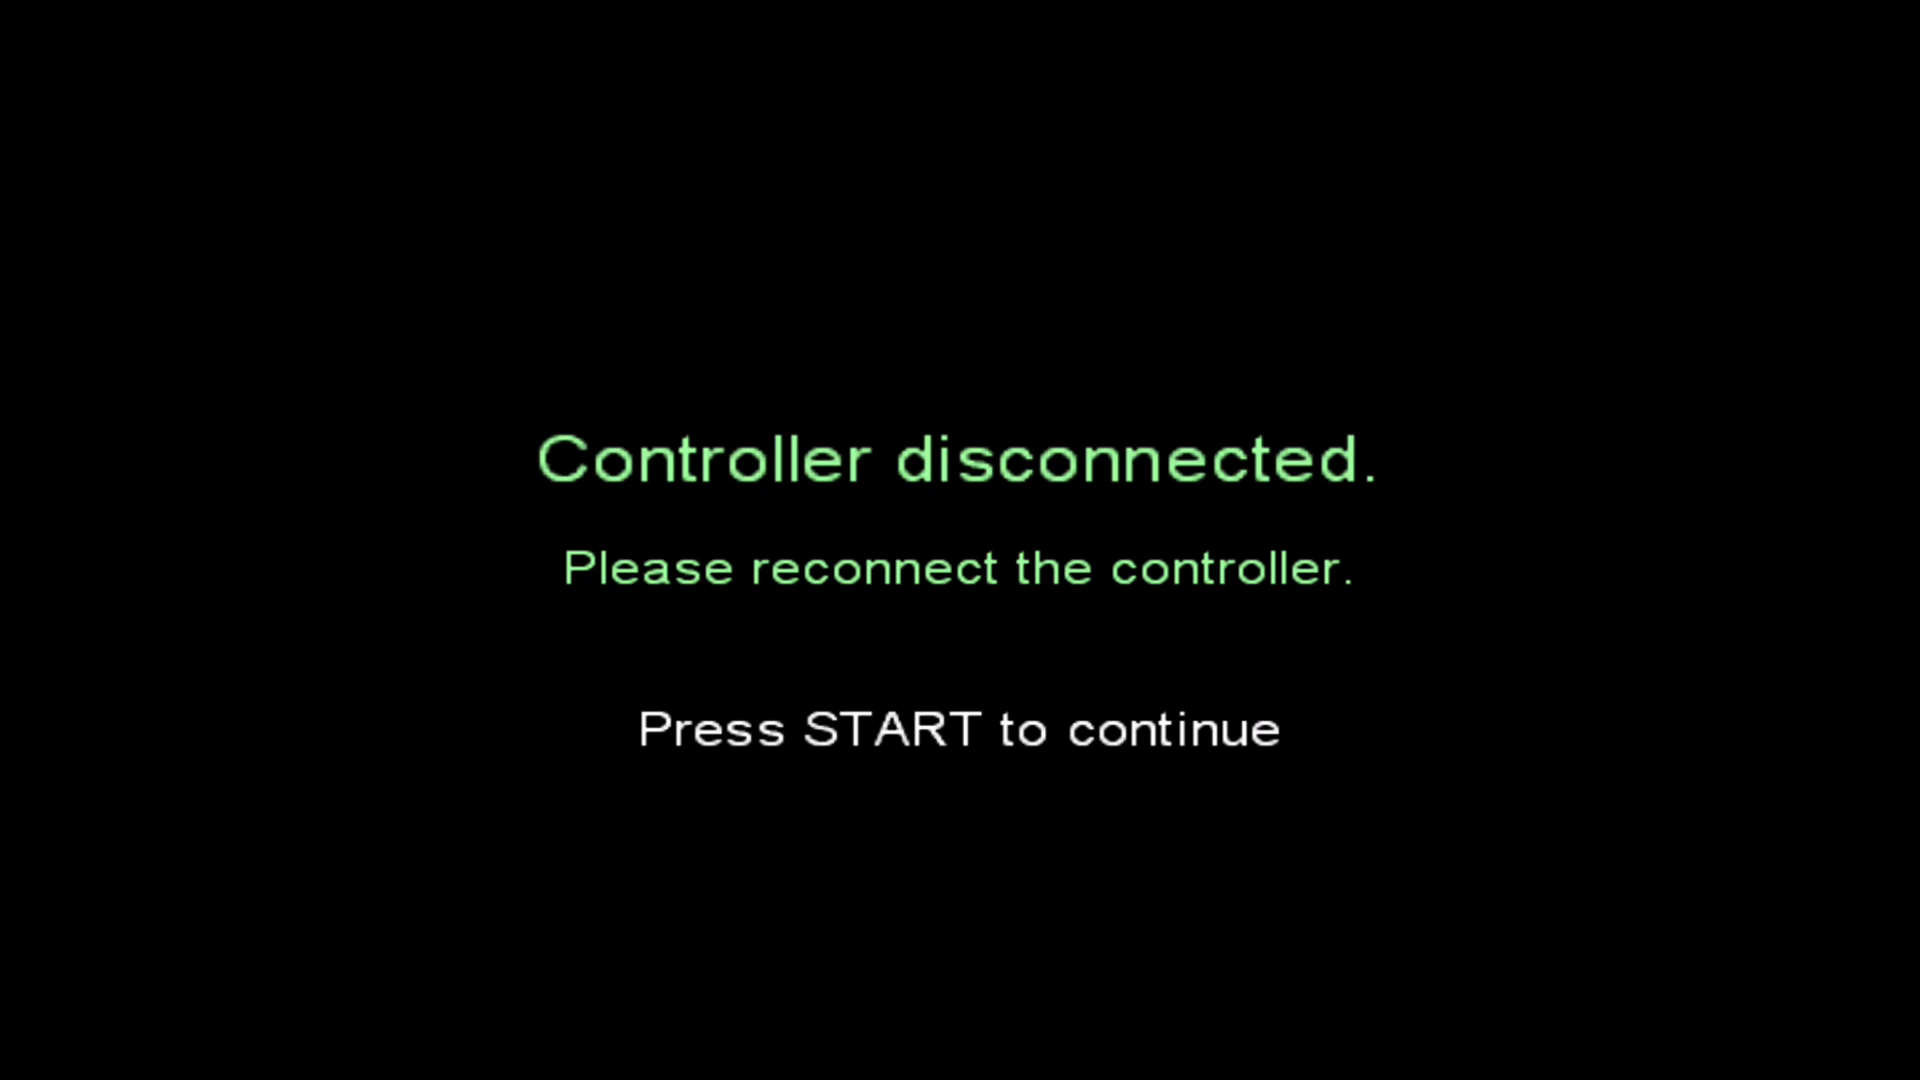 Controller disconnected.
Please reconnect the controller.
Press START to continue